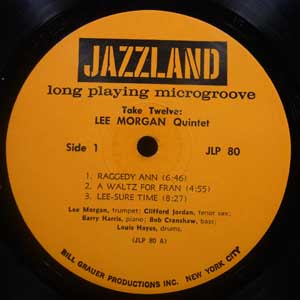 JAZZLAND
long playing microgroove
Take Twelve:
LEE MORGAN Quintet
Side 1
JLP 80
1. RAGGEDY ANN (6:46)
2. A WALTZ FOR FRAN (4:55)
3. LEE-SURE TIME (8:27)
Lee Morgan, trumpet; Clifford Jordan, tenor sax;
Barry Harris, piano; Bob Cranshaw, bass;
Louis Hayes, drums.
(JLP 80 A)
BILL GRAUER PRODUCTIONS INC. NEW YORK CITY